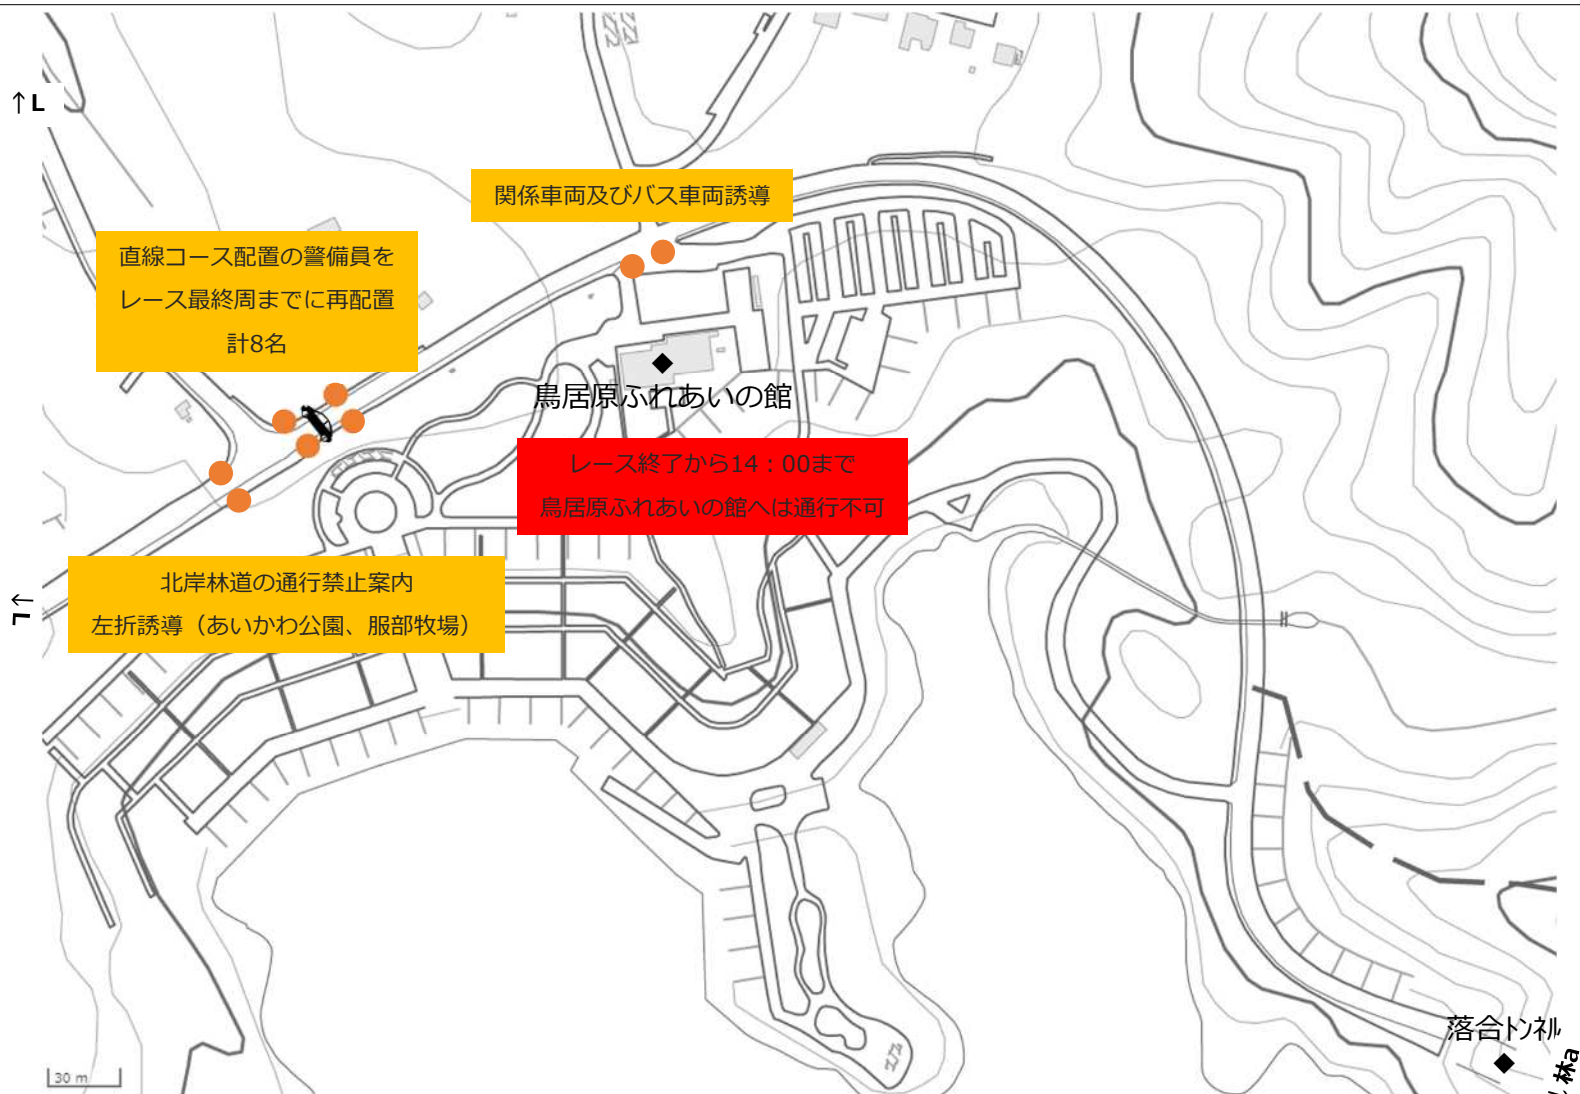 ↑L
関係車両及びバス車両誘導
直線コース配置の警備員を
レース最終周までに再配置
計8名
鳥居原ふれあいの館
レース終了から14：00まで
鳥居原ふれあいの館へは通行不可
北岸林道の通行禁止案内
左折誘導（あいかわ公園、服部牧場）
落合トンネル
30 m